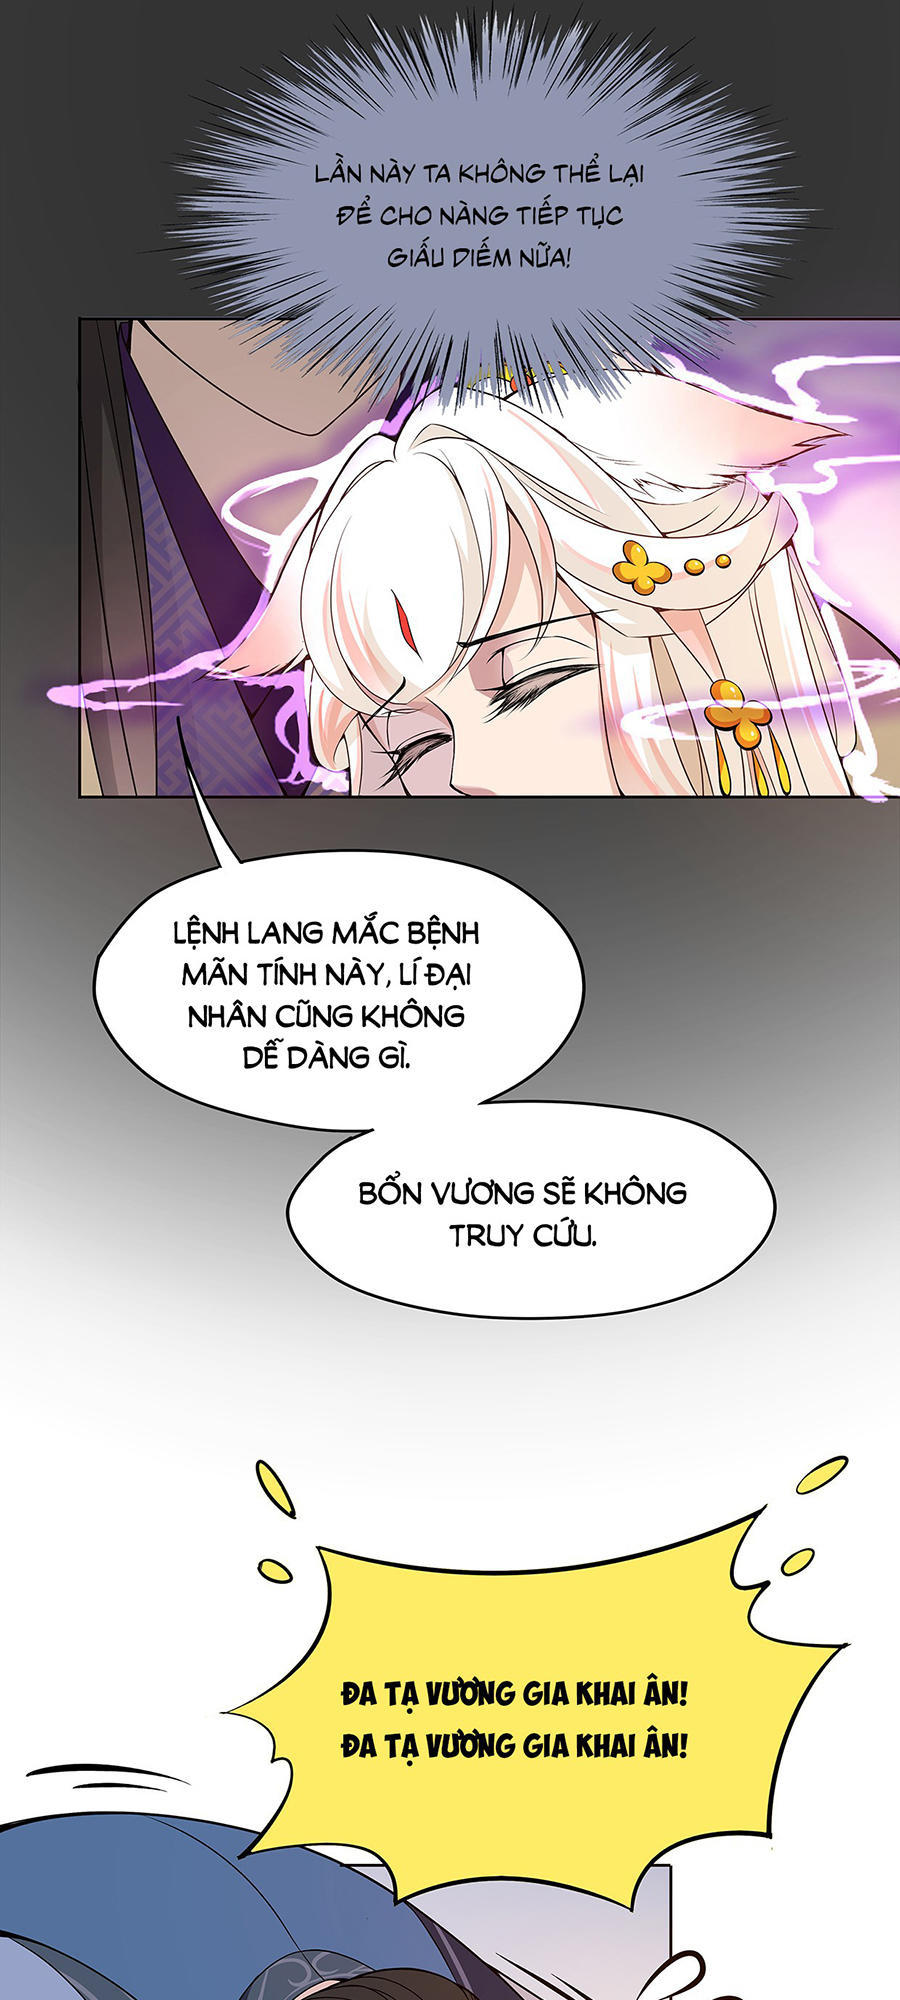 LẦN NÀY TA KHÔNG THỂ LẠI
ĐỂ CHO NÀNG TIẾP TỤC
GIẤU DIẾM NỮA!
LỆNH LANG MẮC BỆNH
MÃN TÍNH NÀY, LÍ ĐẠI
NHÂN CŨNG KHÔNG
DỄ DÀNG GÌ.
BỔN VƯƠNG SẼ KHÔNG
TRUY CỨU.
ĐA TẠ VƯƠNG GIA KHAI ÂN!
ĐA TẠ VƯƠNG GIA KHAI ÂN!